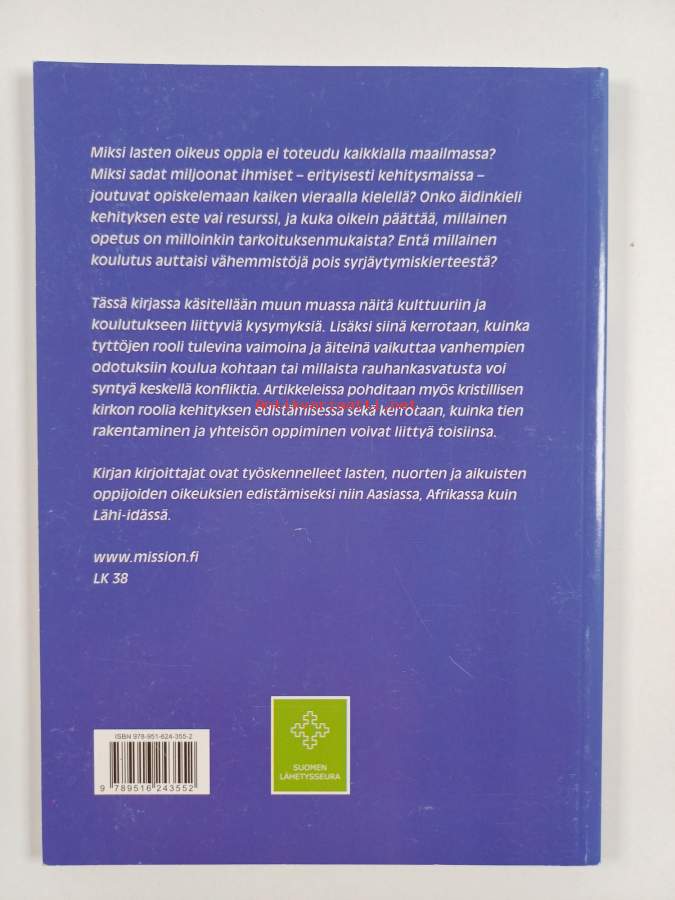 Miksi lasten oikeus oppia ei toteudu kaikkialla maailmassa?
Miksi sadat miljoonat ihmiset – erityisesti kehitysmaissa –
joutuvat opiskelemaan kaiken vieraalla kielellä? Onko äidinkieli
kehityksen este vai resurssi, ja kuka oikein päättää, millainen
opetus on milloinkin tarkoituksenmukaista? Entä millainen
koulutus auttaisi vähemmistöjä pois syrjäytymiskierteestä?
Tässä kirjassa käsitellään muun muassa näitä kulttuuriin ja
koulutukseen liittyviä kysymyksiä. Lisäksi siinä kerrotaan, kuinka
tyttöjen rooli tulevina vaimoina ja äiteinä vaikuttaa vanhempien
odotuksiin koulua kohtaan tai millaista rauhankasvatusta voi
syntyä keskellä konfliktia. Artikkeleissa pohditaan myös kristillisen
Antikvariaatti.net
kirkon roolia kehityksen edistämisessä sekä kerrotaan, kuinka tien
rakentaminen ja yhteisön oppiminen voivat liittyä toisiinsa.
Kirjan kirjoittajat ovat työskennelleet lasten, nuorten ja aikuisten
oppijoiden oikeuksien edistämiseksi niin Aasiassa, Afrikassa kuin
Lähi-idässä.
www.mission.fi
LK 38
ISBN 978-951-624-355-2
9 789516 243552
SUOMEN
LÄHETYSSEURA